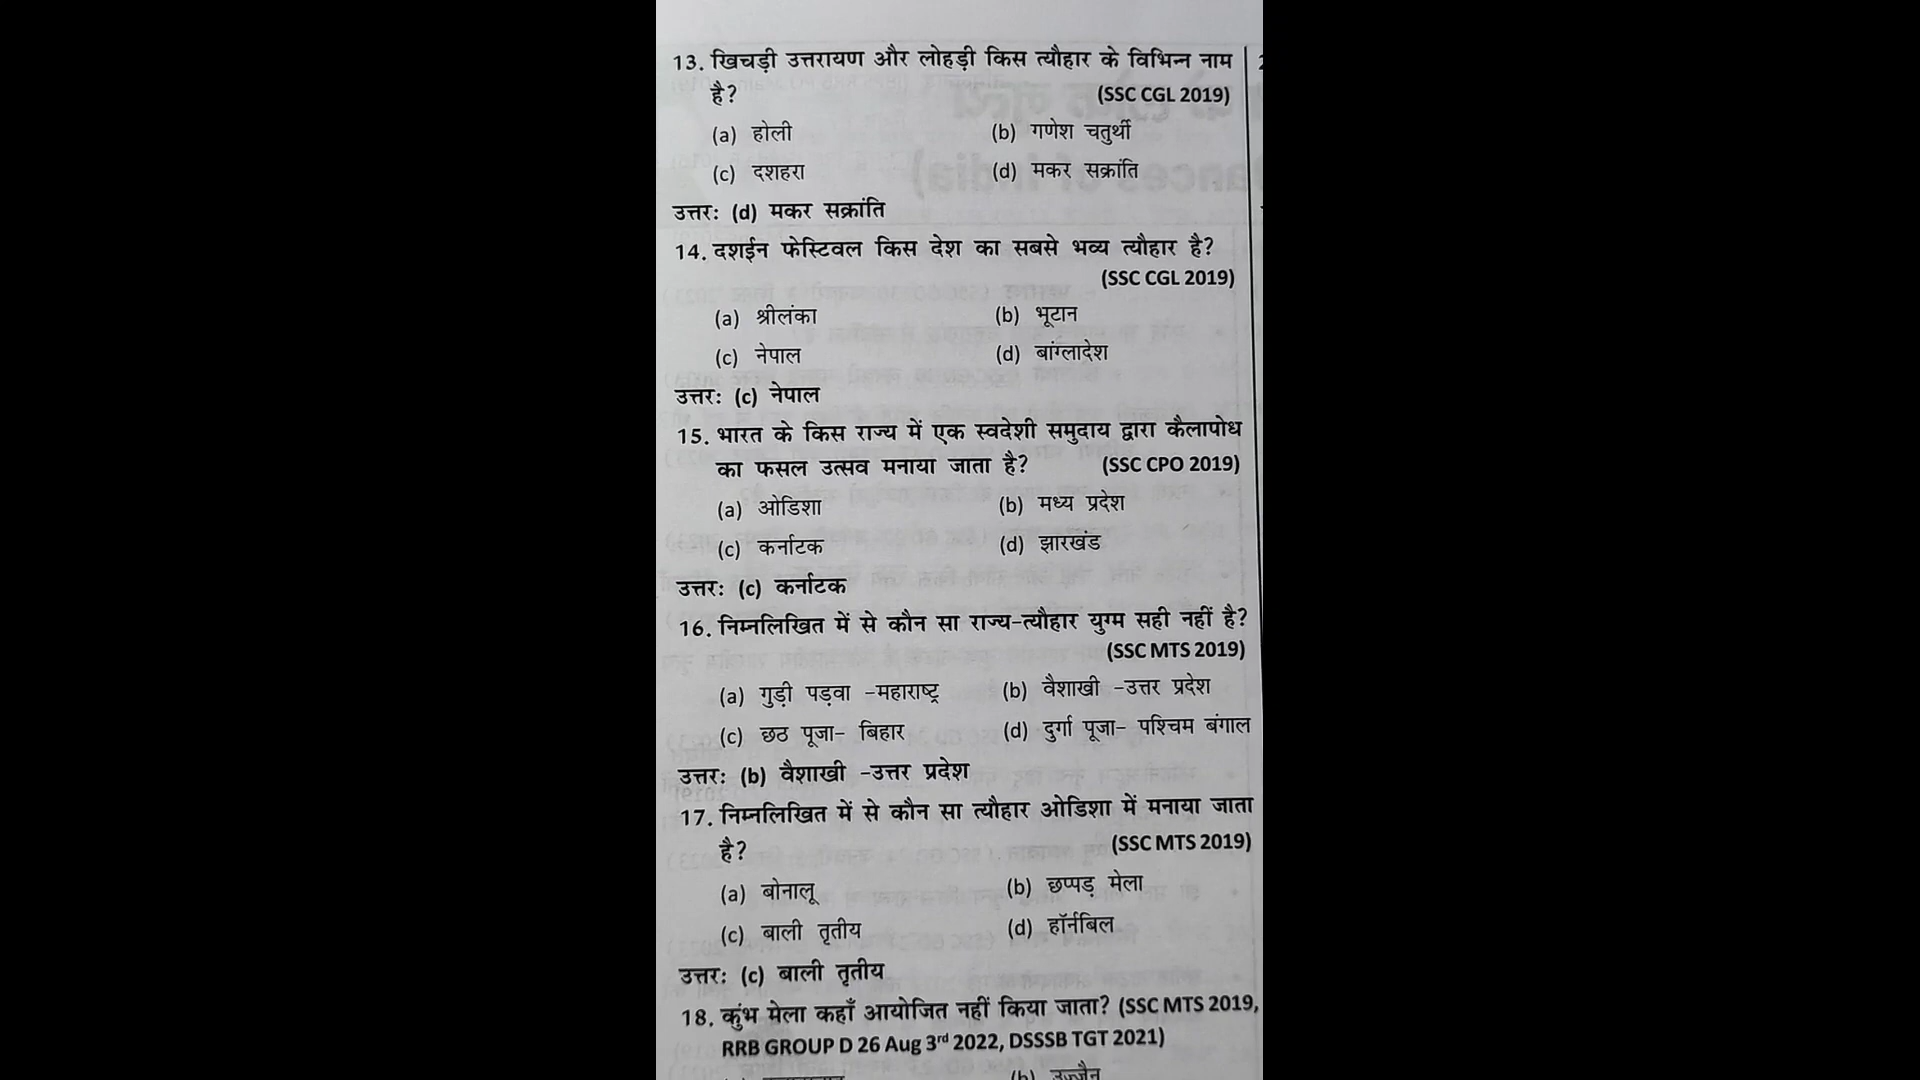 13. खिचड़ी उत्तरायण और लोहड़ी किस त्यौहार के विभिन्न नाम
है? (SSC CGL 2019)
(a) होली (b) गणेश चतुर्थी
(c) दशहरा (d) मकर सक्रांति
उत्तरः (d) मकर सक्रांति
14. दशईन फेस्टिवल किस देश का सबसे भव्य त्यौहार है?
(SSC CGL 2019)
(a) श्रीलंका (b) भूटान
(c) नेपाल (d) बांग्लादेश
उत्तरः (c) नेपाल
15. भारत के किस राज्य में एक स्वदेशी समुदाय द्वारा कैलापोध
का फसल उत्सव मनाया जाता है? (SSC CPO 2019)
(a) ओडिशा (b) मध्य प्रदेश
(c) कर्नाटक (d) झारखंड
उत्तरः (c) कर्नाटक
16. निम्नलिखित में से कौन सा राज्य-त्यौहार युग्म सही नहीं है?
(SSC MTS 2019)
(a) गुड़ी पड़वा -महाराष्ट्र (b) वैशाखी -उत्तर प्रदेश
(c) छठ पूजा- बिहार (d) दुर्गा पूजा- पश्चिम बंगाल
उत्तरः (b) वैशाखी -उत्तर प्रदेश
17. निम्नलिखित में से कौन सा त्यौहार ओडिशा में मनाया जाता
है? (SSC MTS 2019)
(a) बोनालू (b) छप्पड़ मेला
(c) बाली तृतीय (d) हॉर्नबिल
उत्तरः (c) बाली तृतीय
18. कुंभ मेला कहाँ आयोजित नहीं किया जाता? (SSC MTS 2019,
RRB GROUP D 26 Aug 3rd 2022, DSSSB TGT 2021)
(b) उज्जैन